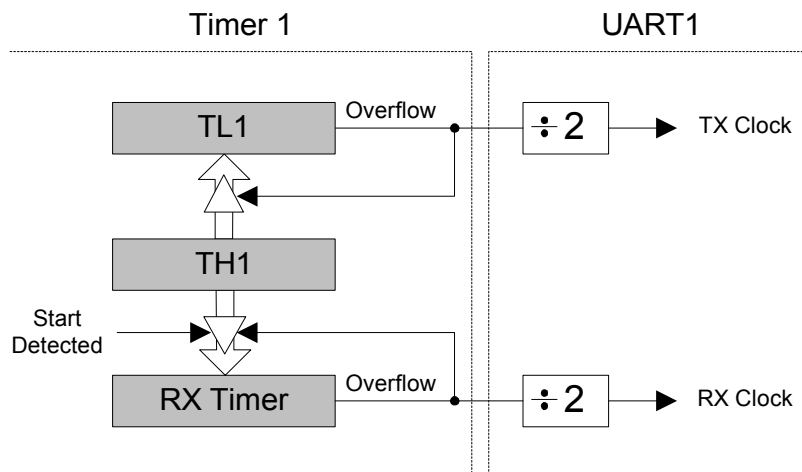 Timer 1
UART1
TL1
Overflow
÷ 2
TX Clock
TH1
Start
Detected
RX Timer
Overflow
÷ 2
RX Clock